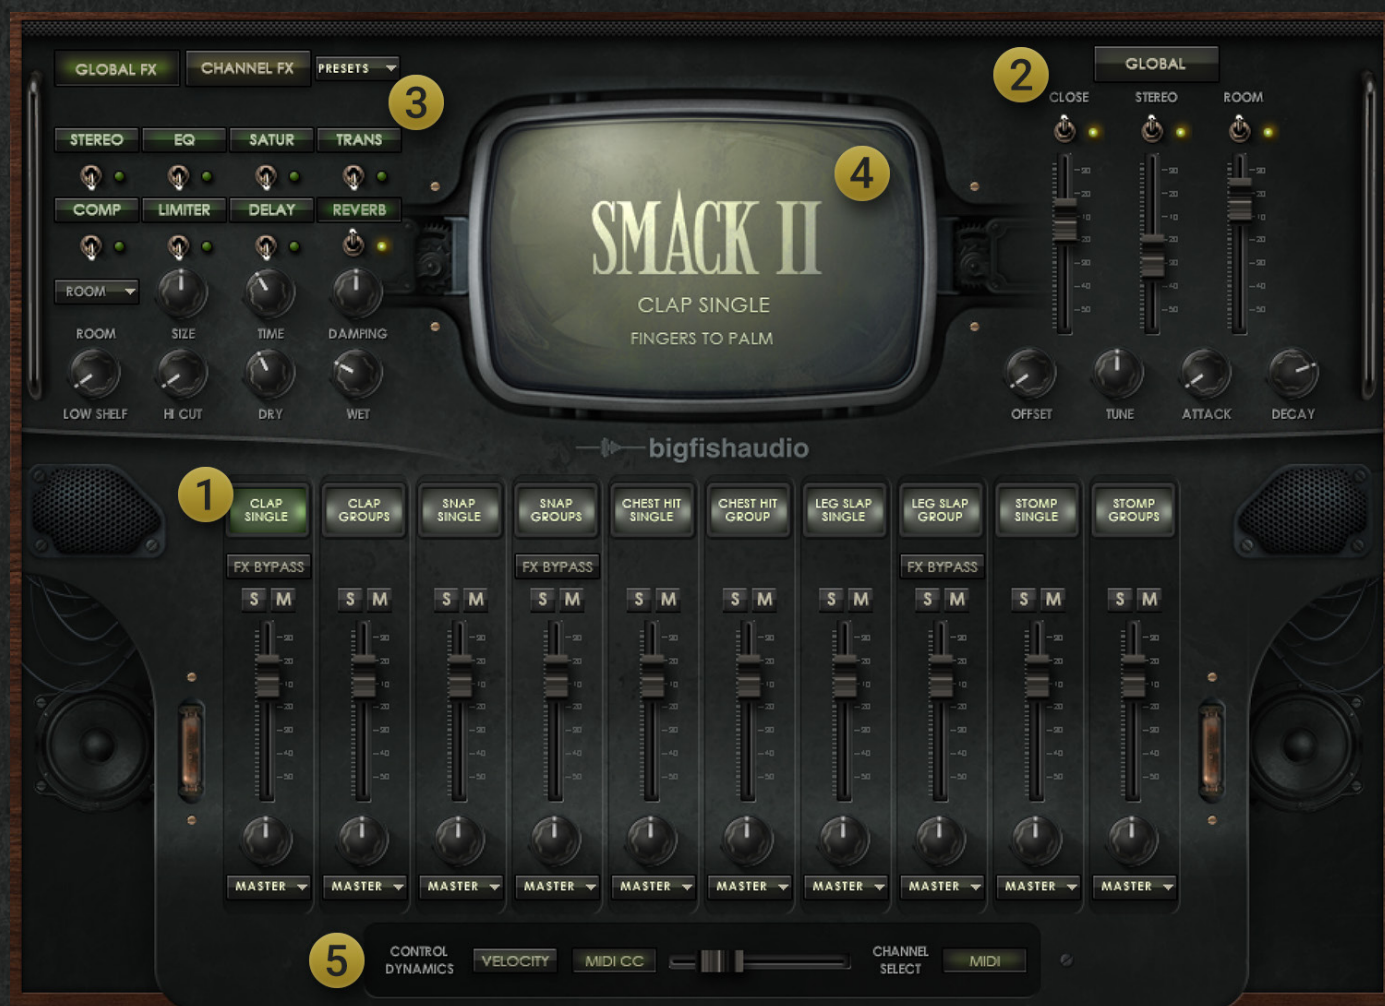 GLOBAL FX
CHANNEL FX
PRESETS
3
STEREO
EQ
SATUR
TRANS
COMP
LIMITER
DELAY
REVERB
ROOM
ROOM
SIZE
TIME
DAMPING
LOW SHELF
HI CUT
DRY
WET
4
SMACK II
CLAP SINGLE
FINGERS TO PALM
bigfishaudio
2
GLOBAL
CLOSE
STEREO
ROOM
OFFSET
TUNE
ATTACK
DECAY
1
CLAP
SINGLE
CLAP
GROUPS
SNAP
SINGLE
SNAP
GROUPS
CHEST HIT
SINGLE
CHEST HIT
GROUP
LEG SLAP
SINGLE
LEG SLAP
GROUP
STOMP
SINGLE
STOMP
GROUPS
FX BYPASS
FX BYPASS
FX BYPASS
S M
S M
S M
S M
S M
S M
S M
S M
S M
S M
MASTER
MASTER
MASTER
MASTER
MASTER
MASTER
MASTER
MASTER
MASTER
MASTER
5
CONTROL
DYNAMICS
VELOCITY
MIDI CC
CHANNEL
SELECT
MIDI